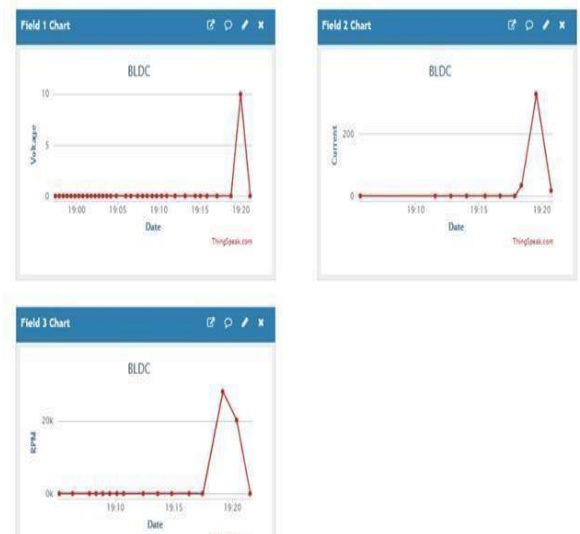 Field 1 Chart
BLDC
10
5
0
Voltage
19:00 19:05 19:10 19:15 19:20
Date
ThingSpeak.com
Field 2 Chart
BLDC
200
0
Current
19:10 19:15 19:20
Date
ThingSpeak.com
Field 3 Chart
BLDC
20k
0k
RPM
19:10 19:15 19:20
Date